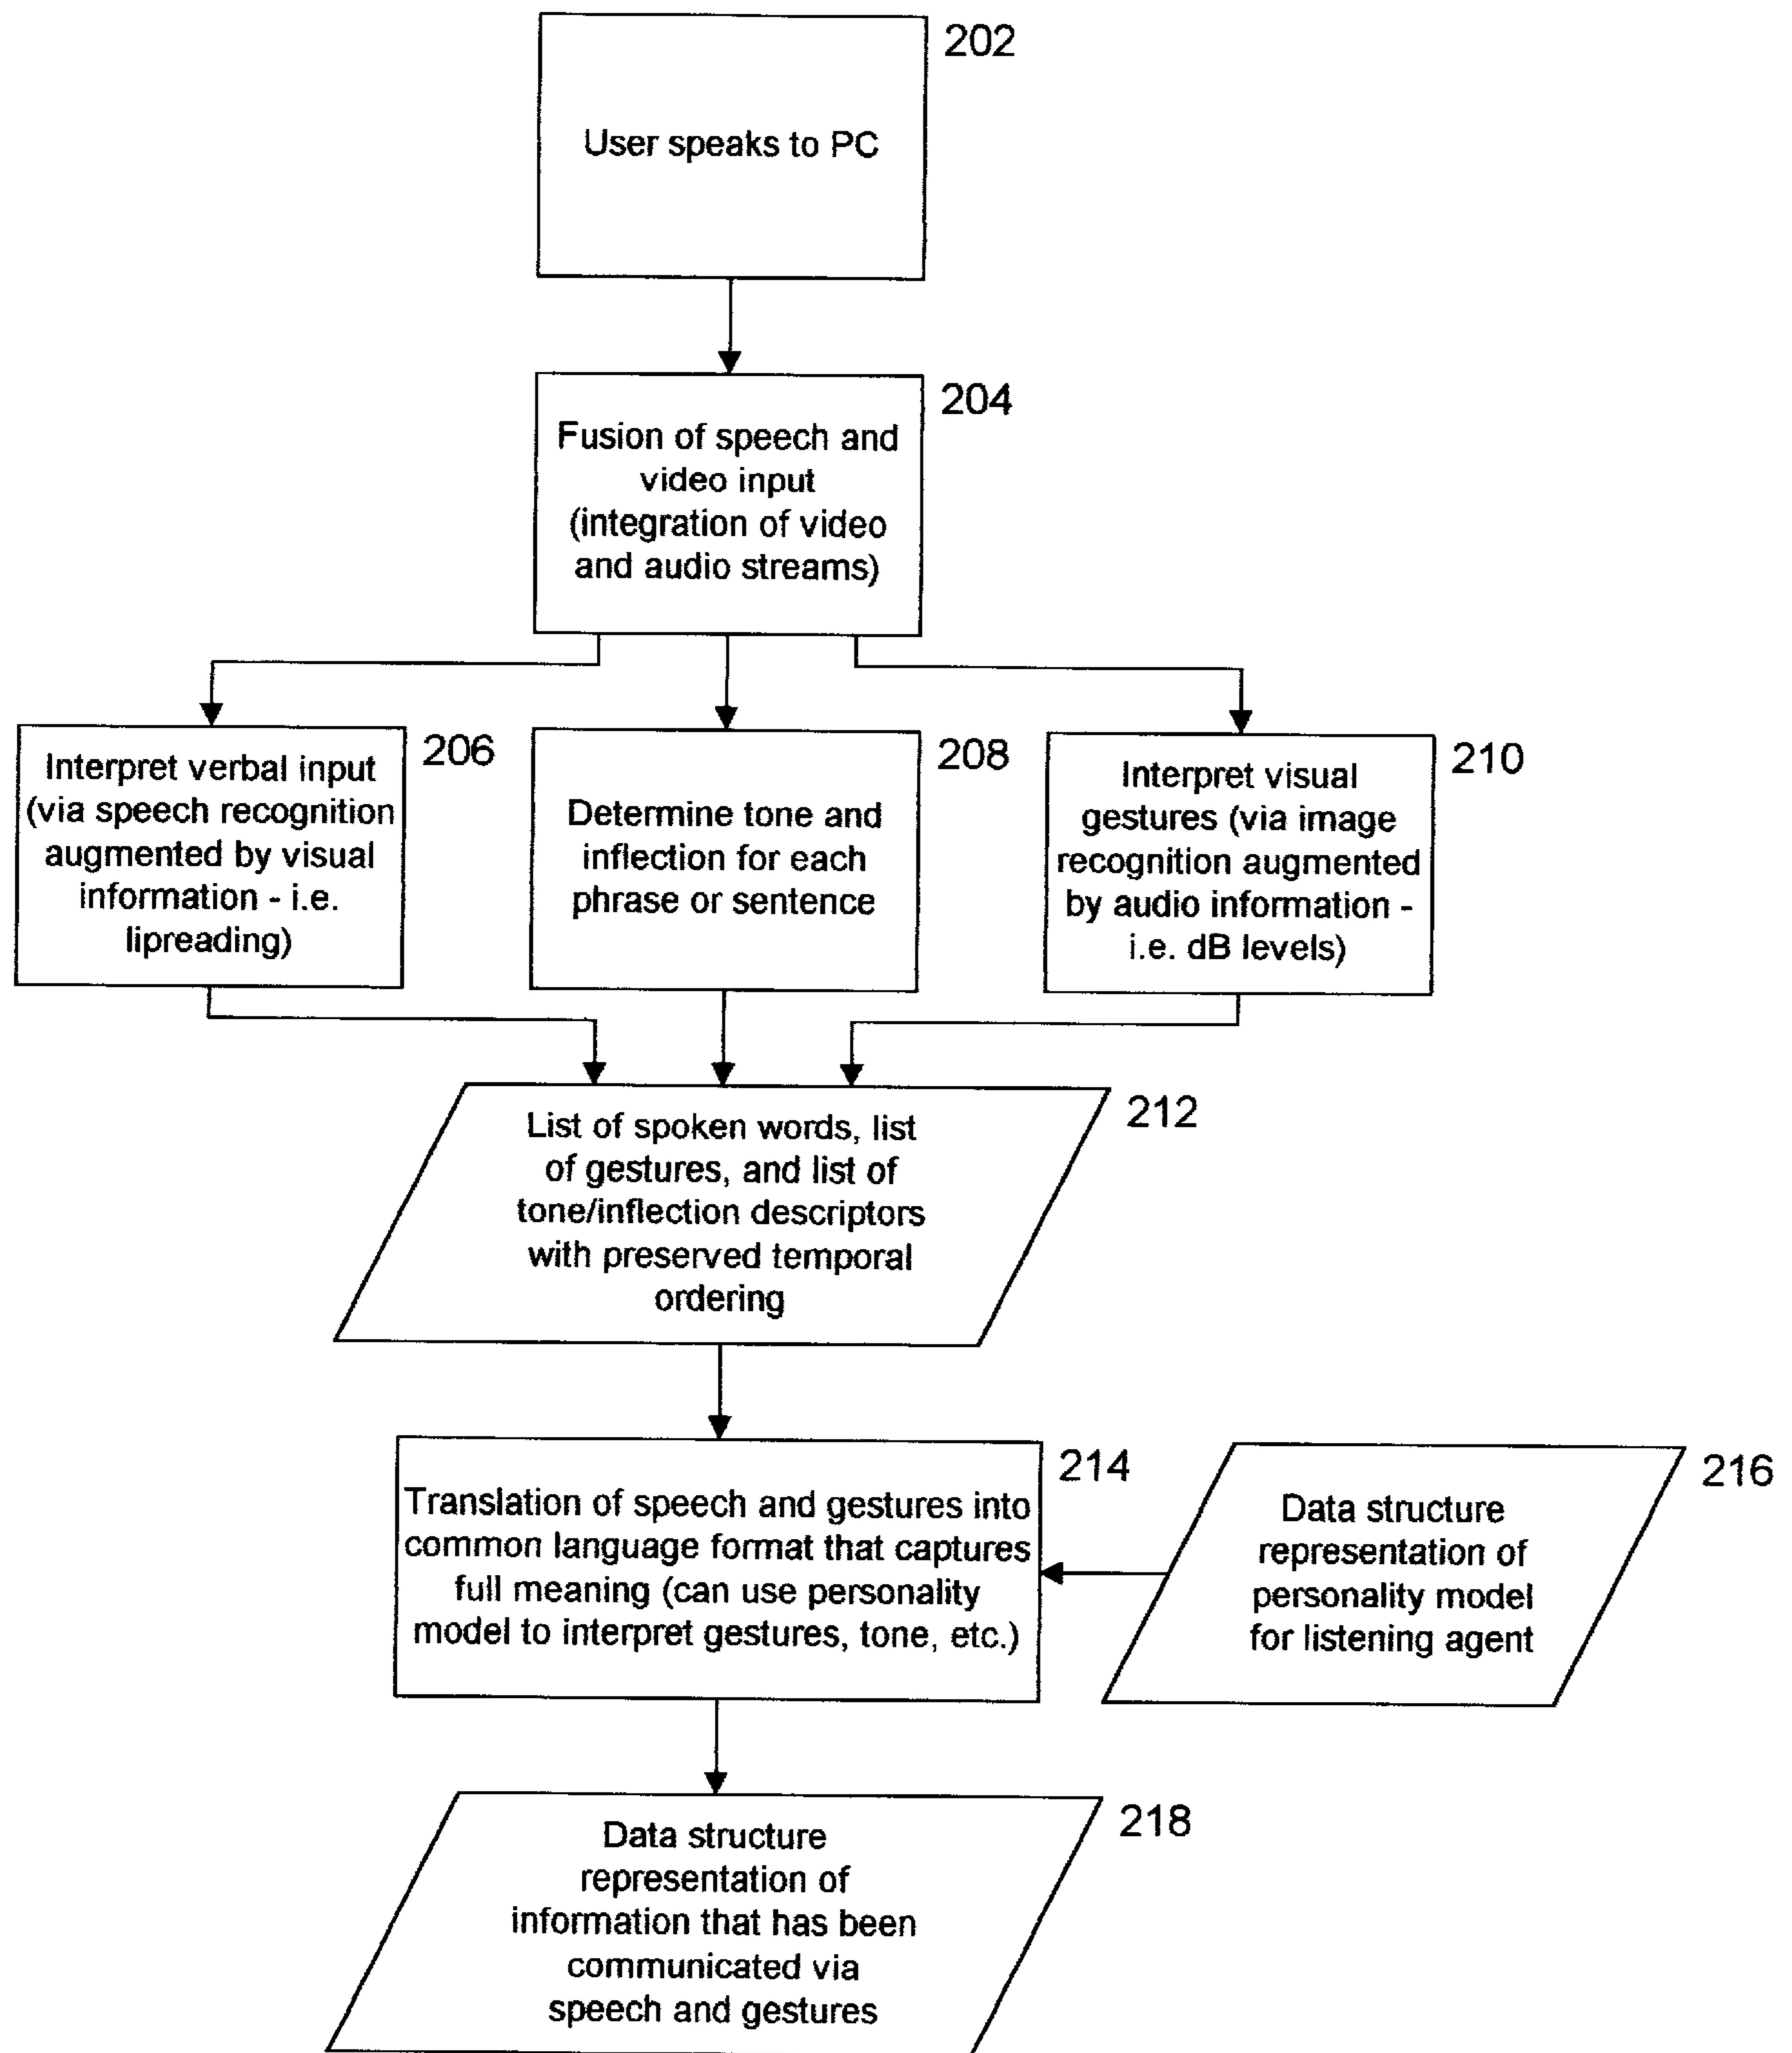 202
User speaks to PC
204
Fusion of speech and
video input
(integration of video
and audio streams)
206
Interpret verbal input
(via speech recognition
augmented by visual
information - i.e.
lipreading)
208
Determine tone and
inflection for each
phrase or sentence
210
Interpret visual
gestures (via image
recognition augmented
by audio information -
i.e. dB levels)
212
List of spoken words, list
of gestures, and list of
tone/inflection descriptors
with preserved temporal
ordering
214
Translation of speech and gestures into
common language format that captures
full meaning (can use personality
model to interpret gestures, tone, etc.)
216
Data structure
representation of
personality model
for listening agent
218
Data structure
representation of
information that has been
communicated via
speech and gestures